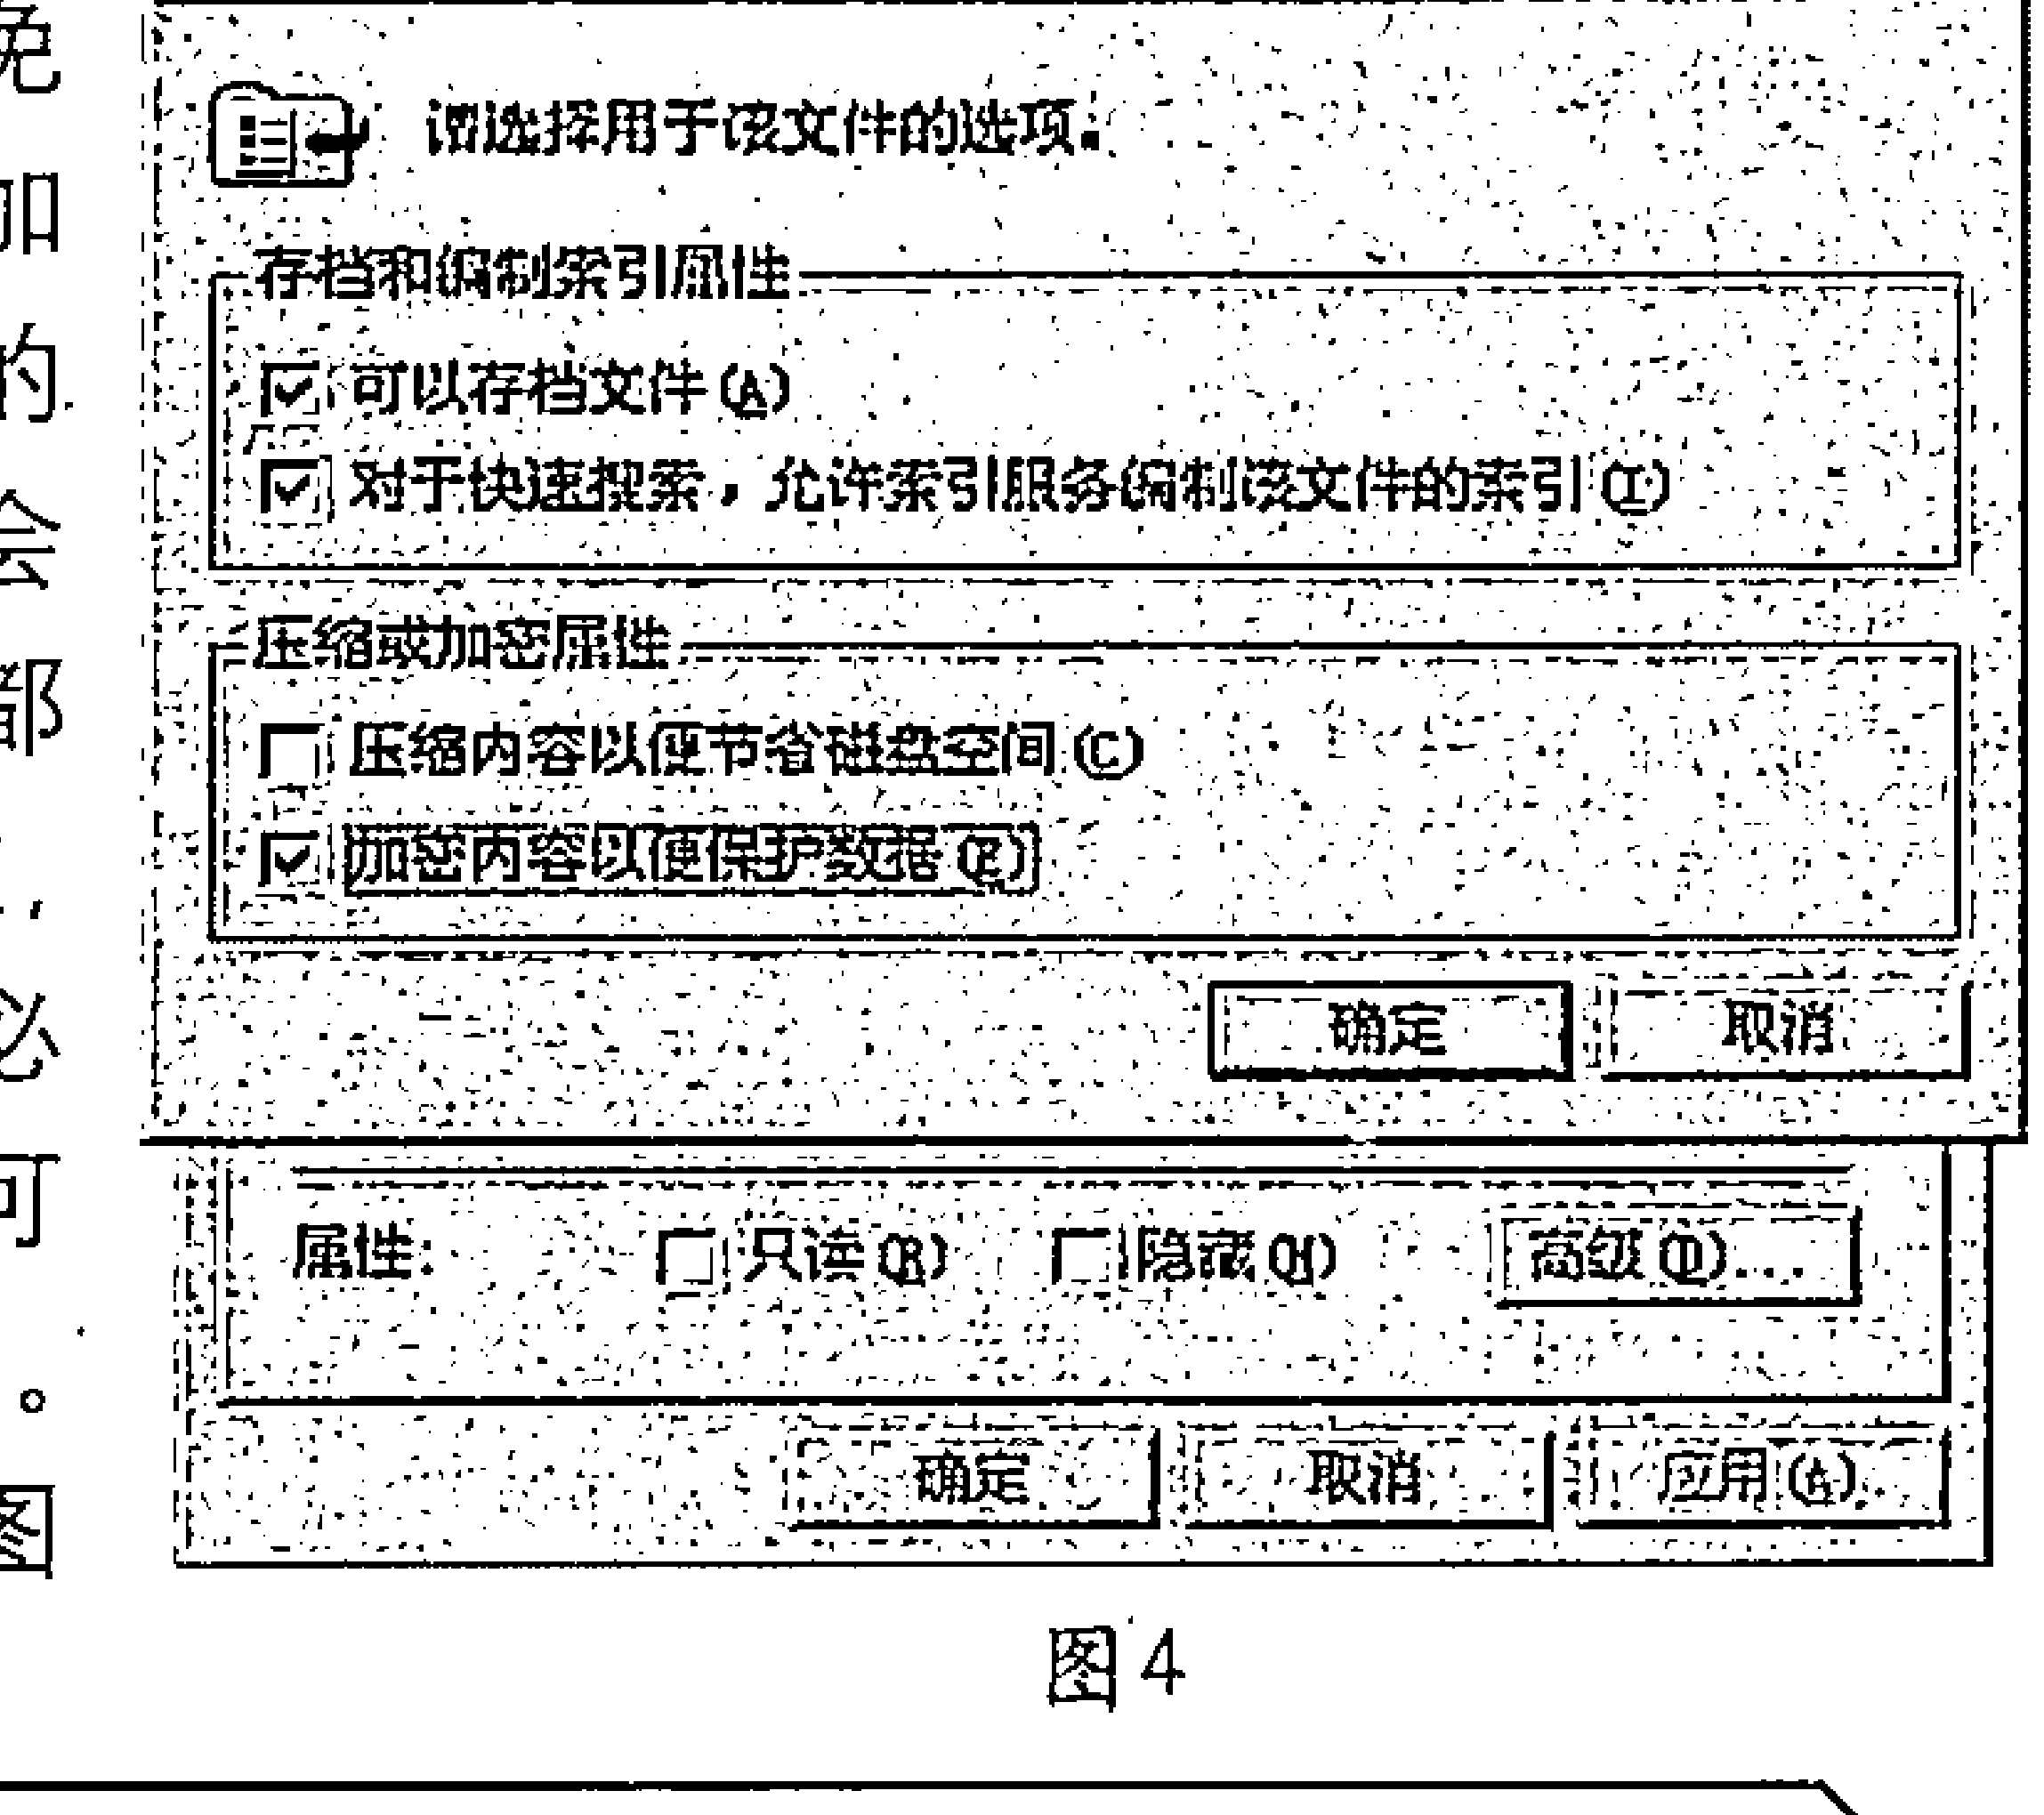 免
加
的
会
都
必
可
。
图
请选择用于该文件的选项。
存档和编制索引属性
可以存档文件(A)
对于快速搜索，允许索引服务编制该文件的索引(I)
压缩或加密属性
压缩内容以便节省磁盘空间(C)
加密内容以便保护数据(E)
确定 取消
属性: 只读(R) 隐藏(H) 高级(D)...
确定 取消 应用(A)
图4